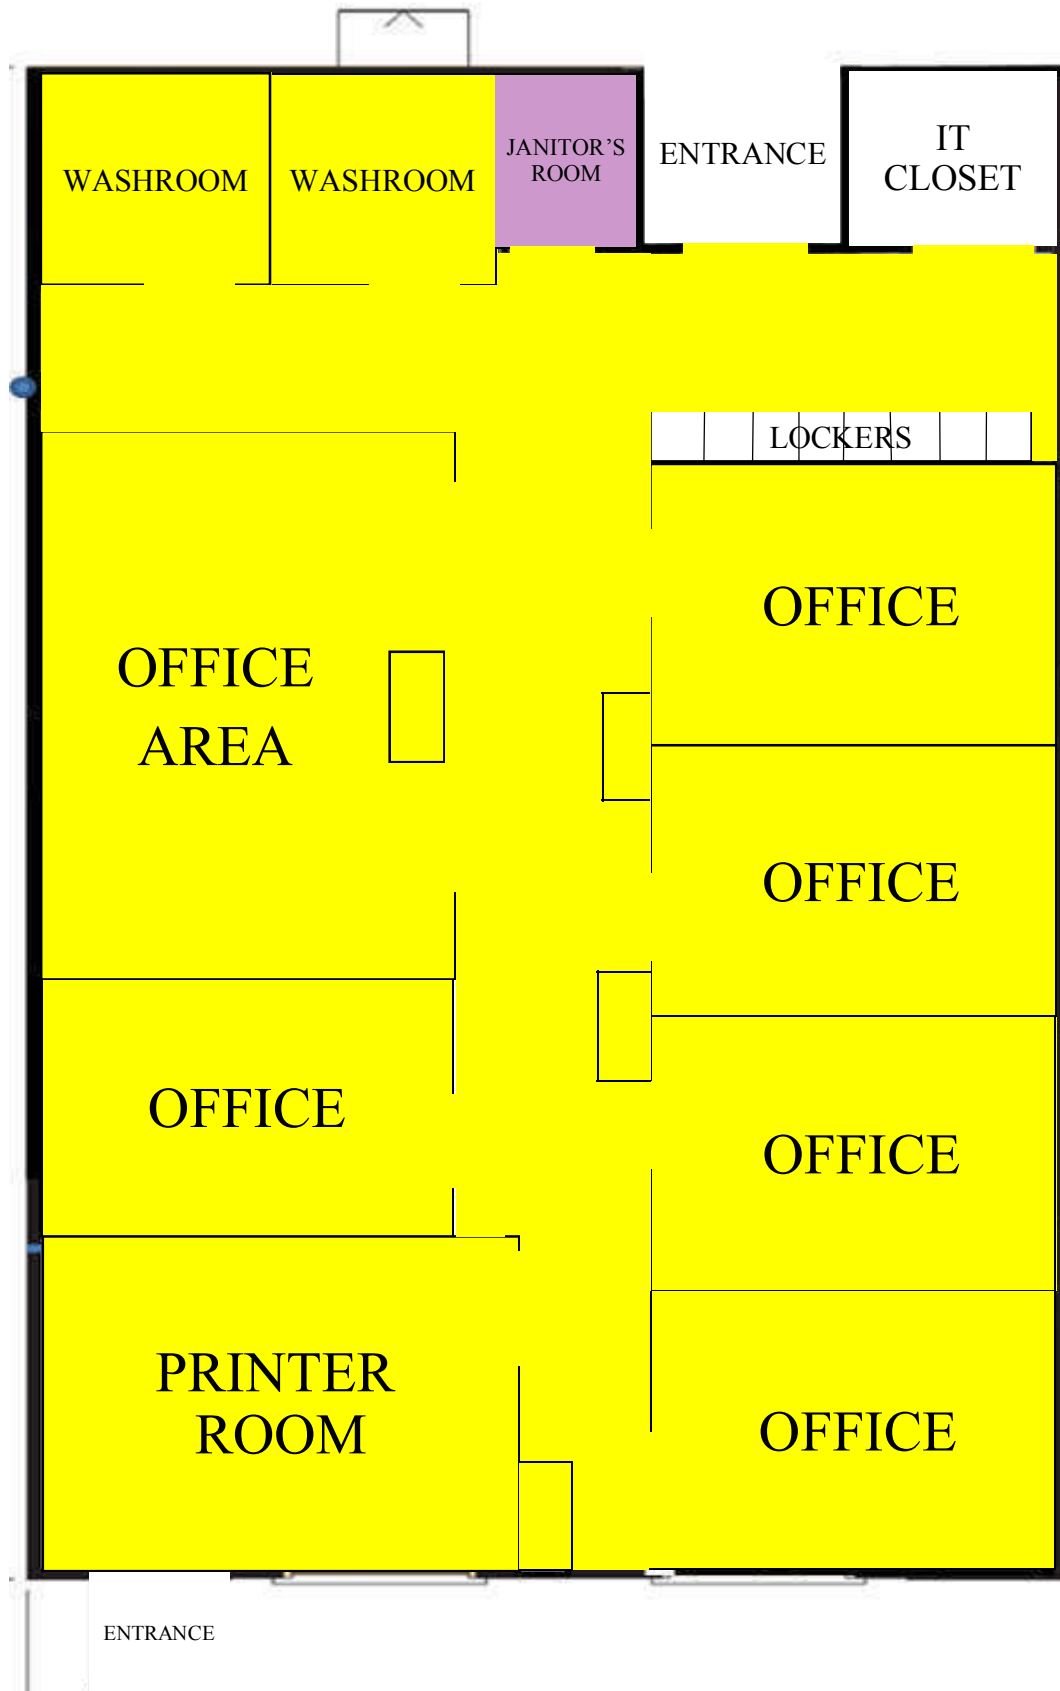 WASHROOM
WASHROOM
JANITOR’S
ROOM
ENTRANCE
IT
CLOSET
LOCKERS
OFFICE
OFFICE
AREA
OFFICE
OFFICE
OFFICE
PRINTER
ROOM
OFFICE
ENTRANCE